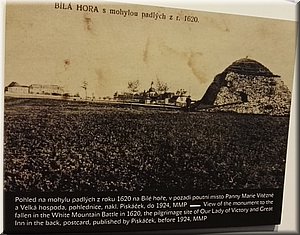 BÍLÁ HORA s mohylou padlých z r. 1620.
Pohled na mohylu padlých z roku 1620 na Bílé hoře, v pozadí poutní místo Panny Marie Vítězné
a Velká hospoda, pohlednice, nakl. Piskáček, do 1924, MMP — View of the monument to the
fallen in the White Mountain Battle in 1620, the pilgrimage site of Our Lady of Victory and Great
Inn in the back, postcard, published by Piskáček, before 1924, MMP